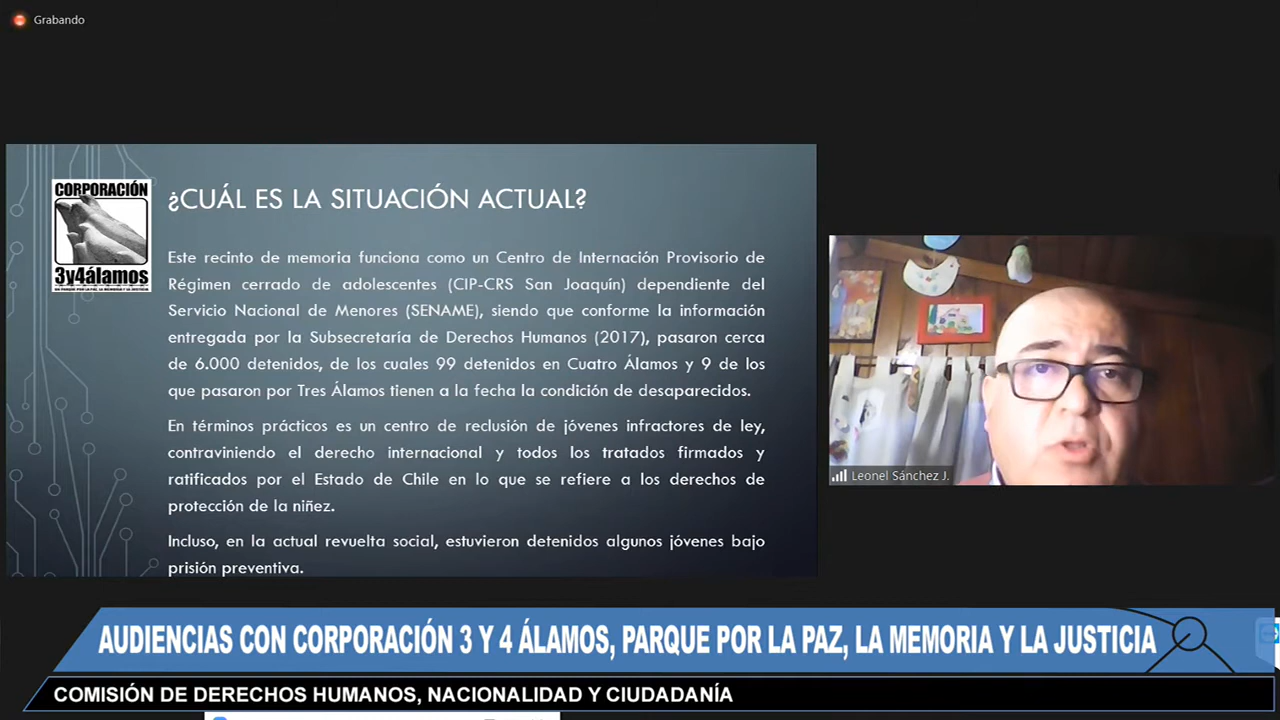 Grabando
CORPORACIÓN
3y4álamos
¿CUÁL ES LA SITUACIÓN ACTUAL?
Este recinto de memoria funciona como un Centro de Internación Provisorio de
Régimen cerrado de adolescentes (CIP-CRS San Joaquín) dependiente del
Servicio Nacional de Menores (SENAME), siendo que conforme la información
entregada por la Subsecretaría de Derechos Humanos (2017), pasaron cerca
de 6.000 detenidos, de los cuales 99 detenidos en Cuatro Álamos y 9 de los
que pasaron por Tres Álamos tienen a la fecha la condición de desaparecidos.
En términos prácticos es un centro de reclusión de jóvenes infractores de ley,
contraviniendo el derecho internacional y todos los tratados firmados y
ratificados por el Estado de Chile en lo que se refiere a los derechos de
protección de la niñez.
Incluso, en la actual revuelta social, estuvieron detenidos algunos jóvenes bajo
prisión preventiva.
Leonel Sánchez J.
AUDIENCIAS CON CORPORACIÓN 3 Y 4 ÁLAMOS, PARQUE POR LA PAZ, LA MEMORIA Y LA JUSTICIA
COMISIÓN DE DERECHOS HUMANOS, NACIONALIDAD Y CIUDADANÍA